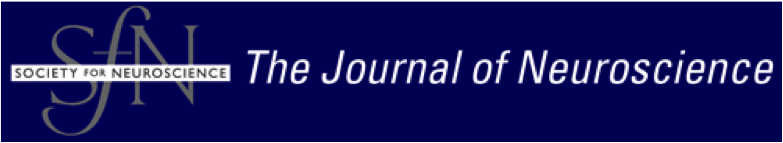 SfN
SOCIETY FOR NEUROSCIENCE
The Journal of Neuroscience